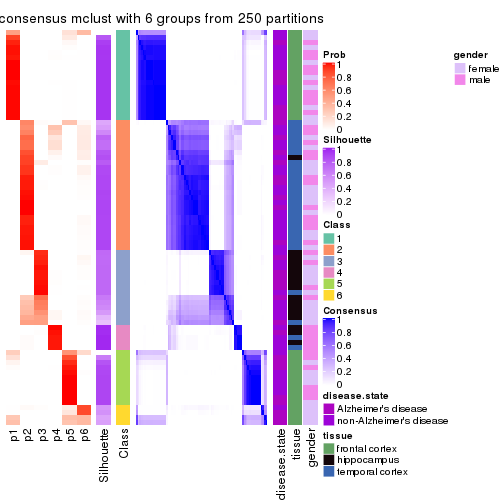 consensus mclust with 6 groups from 250 partitions
Prob
1
0.8
0.6
0.4
0.2
0
gender
female
male
Silhouette
1
0.8
0.6
0.4
0.2
0
Class
1
2
3
4
5
6
Consensus
1
0.8
0.6
0.4
0.2
0
disease.state
Alzheimer's disease
non-Alzheimer's disease
tissue
frontal cortex
hippocampus
temporal cortex
p1
p2
p3
p4
p5
p6
Silhouette
Class
disease.state
tissue
gender